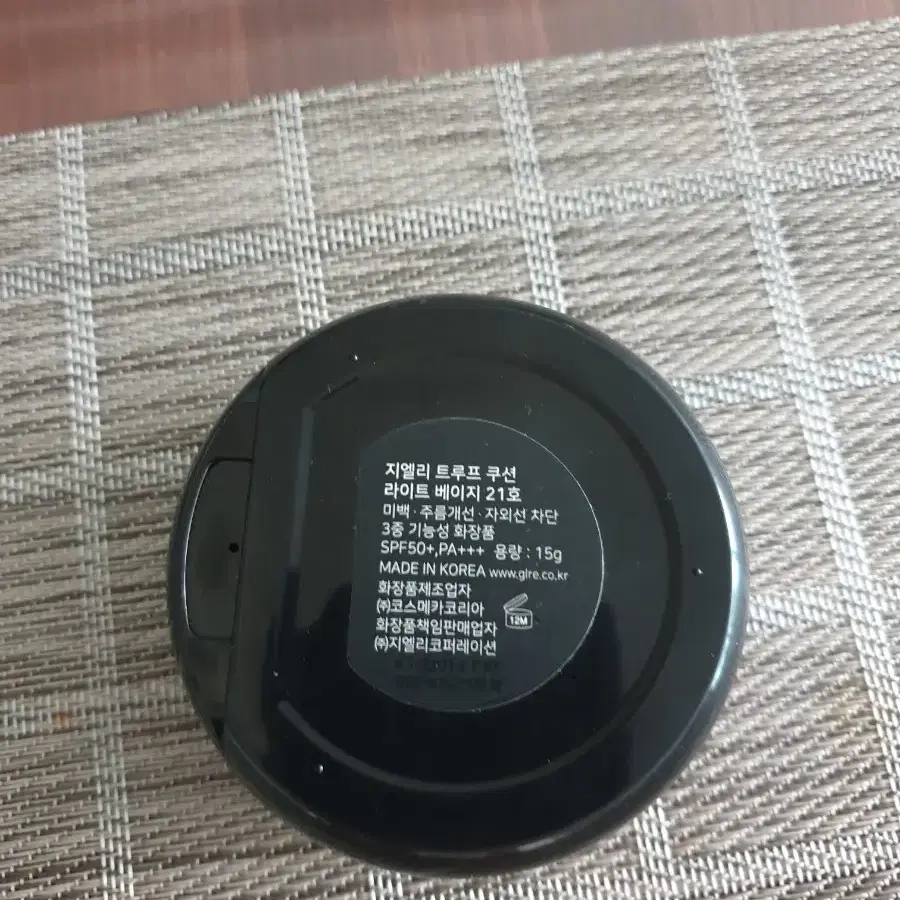 지엘리 트루프 쿠션
라이트 베이지 21호
미백·주름개선·자외선 차단
3중 기능성 화장품
SPF50+,PA+++ 용량 : 15g
MADE IN KOREA www.glre.co.kr
화장품제조업자
㈜코스메카코리아
12M
화장품책임판매업자
㈜지엘리코퍼레이션